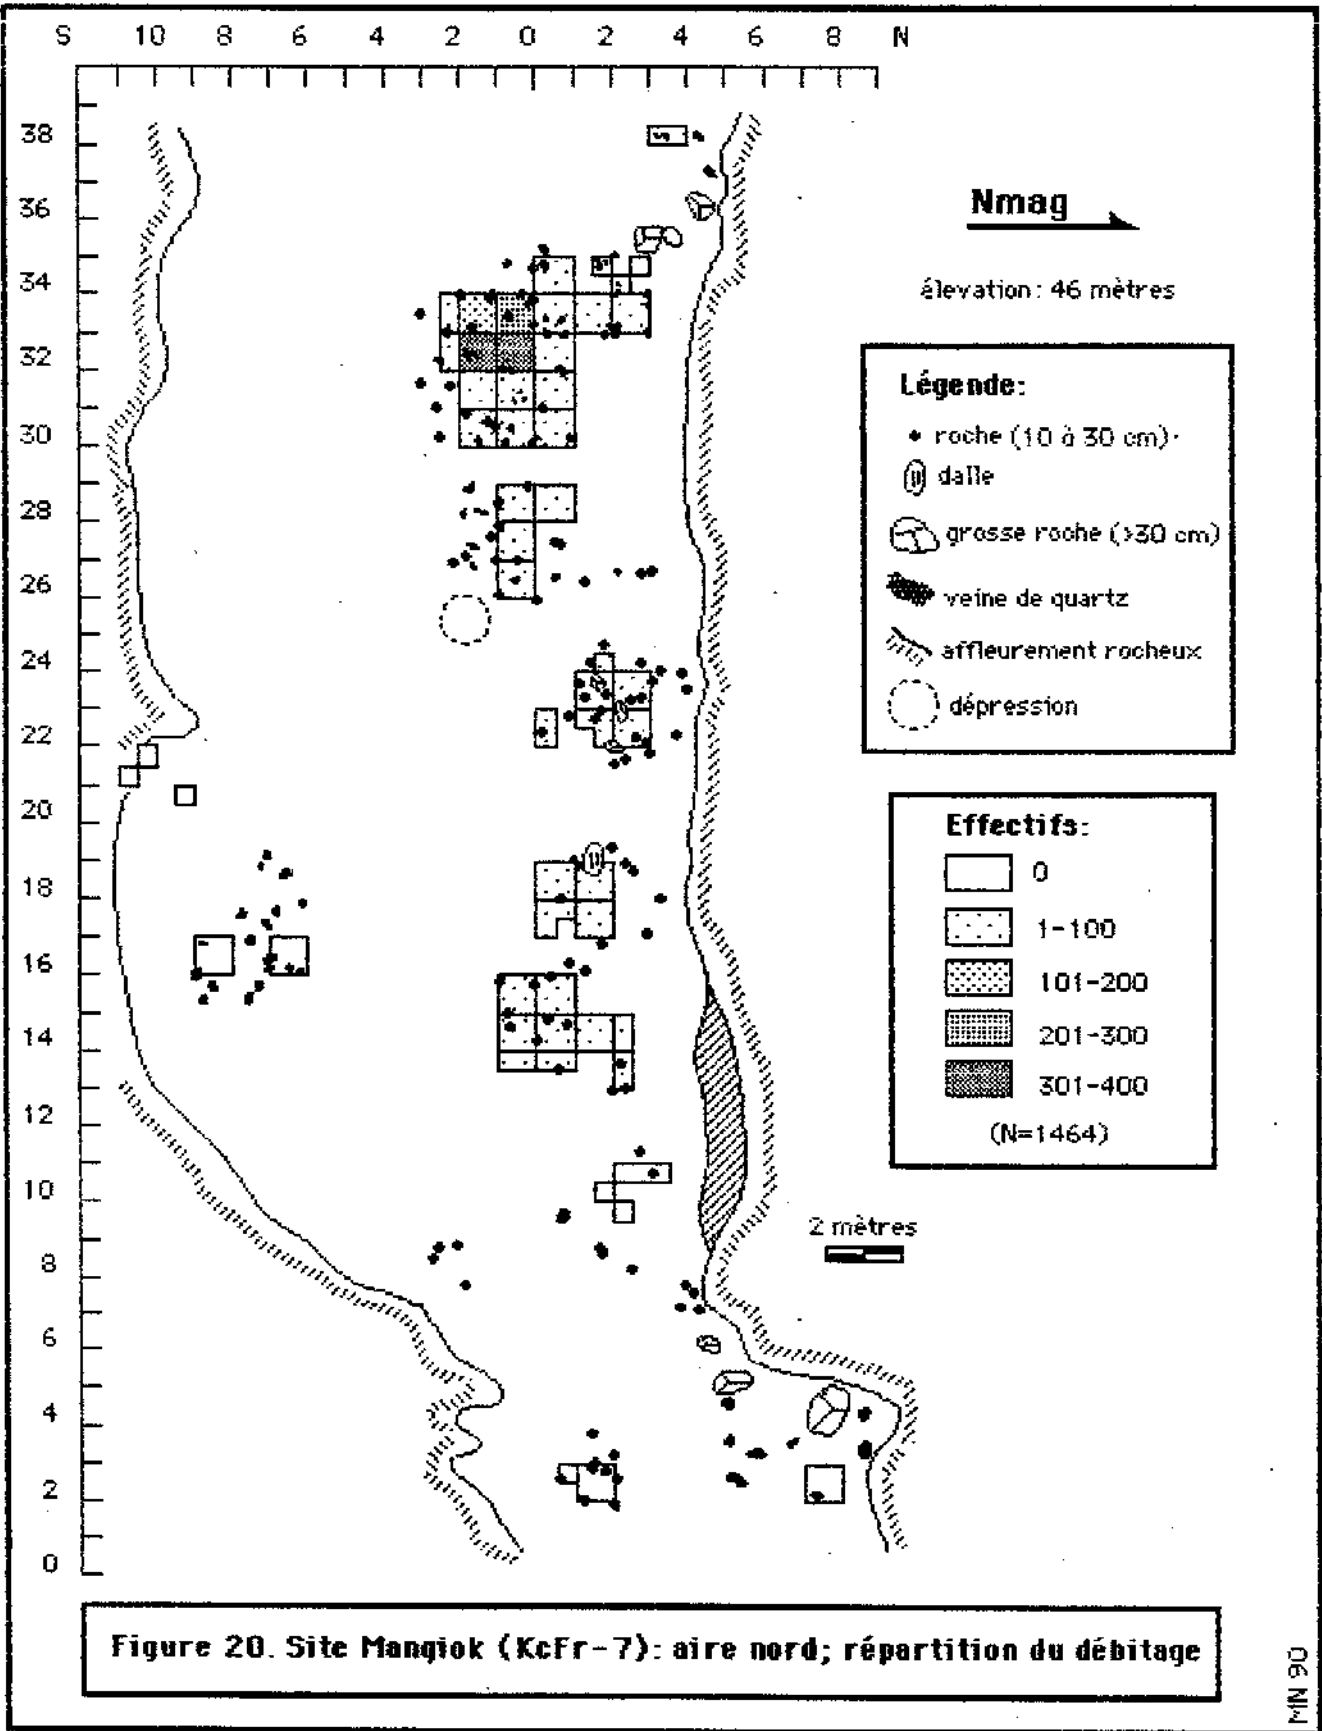 S 10 8 6 4 2 0 2 4 6 8 N
38
36
34
32
30
28
26
24
22
20
18
16
14
12
10
8
6
4
2
0
Nmag
élevation: 46 mètres
Légende:
roche (10 à 30 cm)
dalle
grosse roche (>30 cm)
veine de quartz
affleurement rocheux
dépression
Effectifs:
0
1-100
101-200
201-300
301-400
(N=1464)
2 mètres
Figure 20. Site Mangiok (KcFr-7): aire nord; répartition du débitage
MN 90